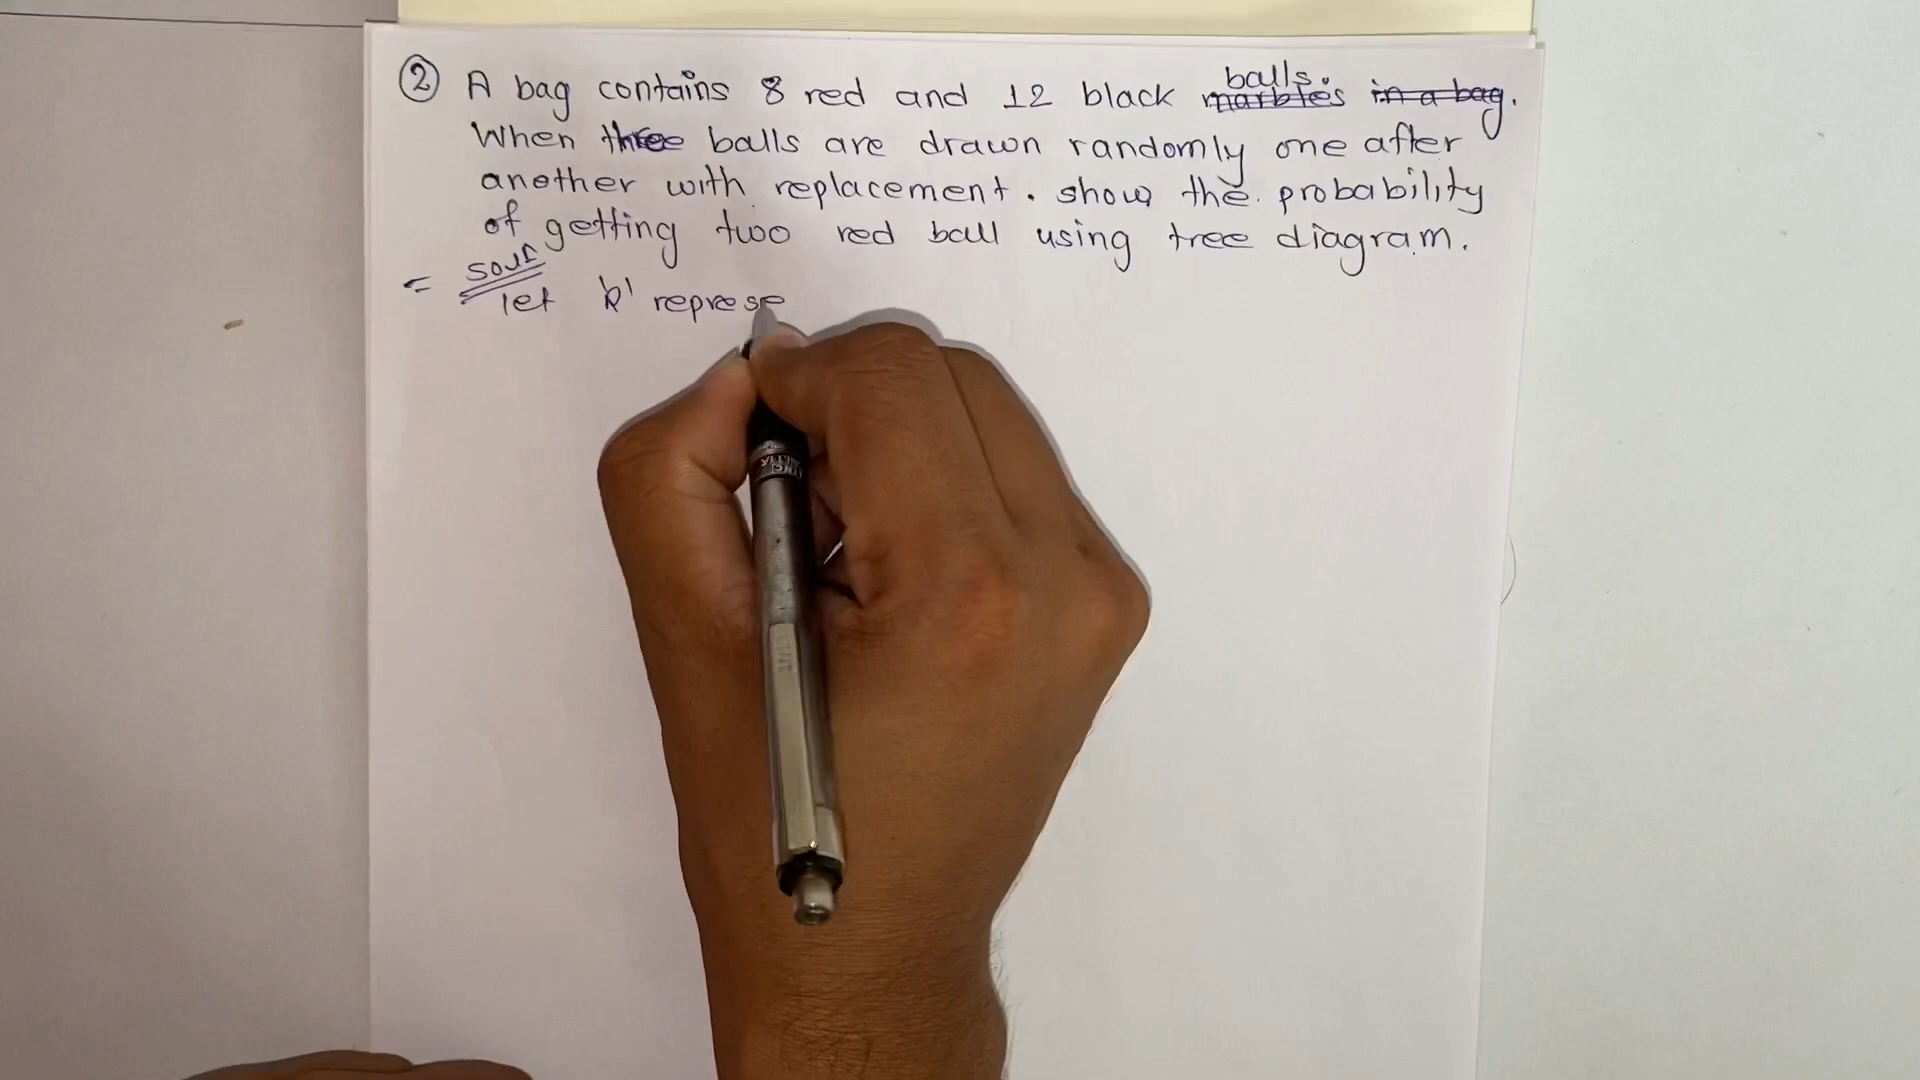 ② A bag contains 8 red and 12 black marbles balls. in a bag.
When three balls are drawn randomly one after
another with replacement. show the probability
of getting two red ball using tree diagram.
= Soln
let 'b' represe